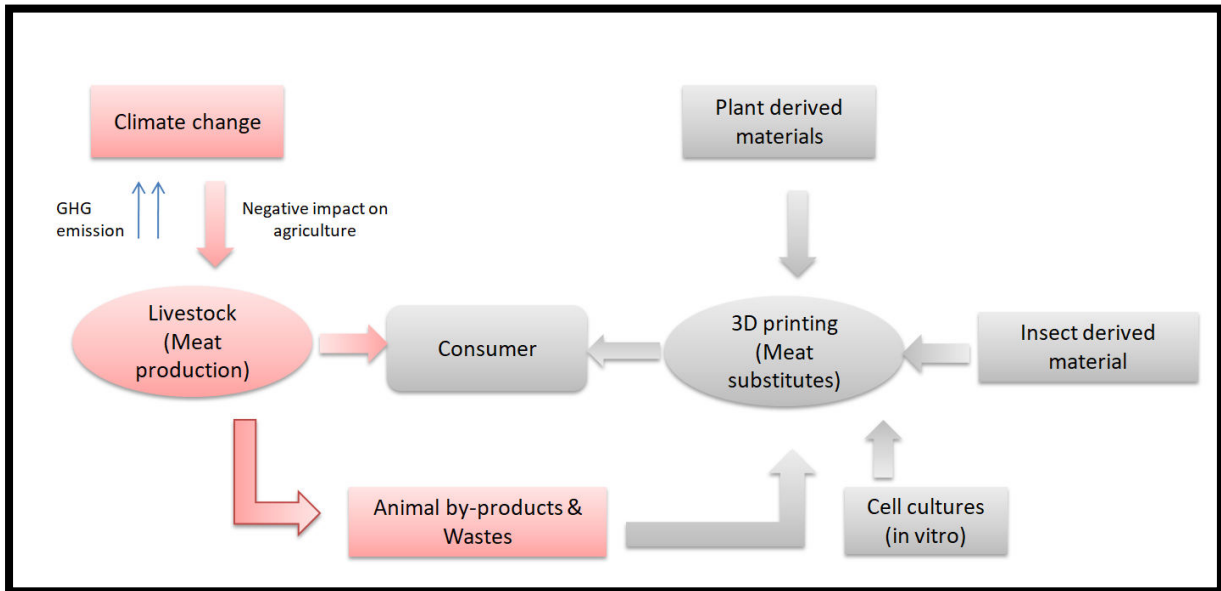 Climate change
Plant derived
materials
GHG
emission
Negative impact on
agriculture
Livestock
(Meat
production)
Consumer
3D printing
(Meat
substitutes)
Insect derived
material
Animal by-products &
Wastes
Cell cultures
(in vitro)